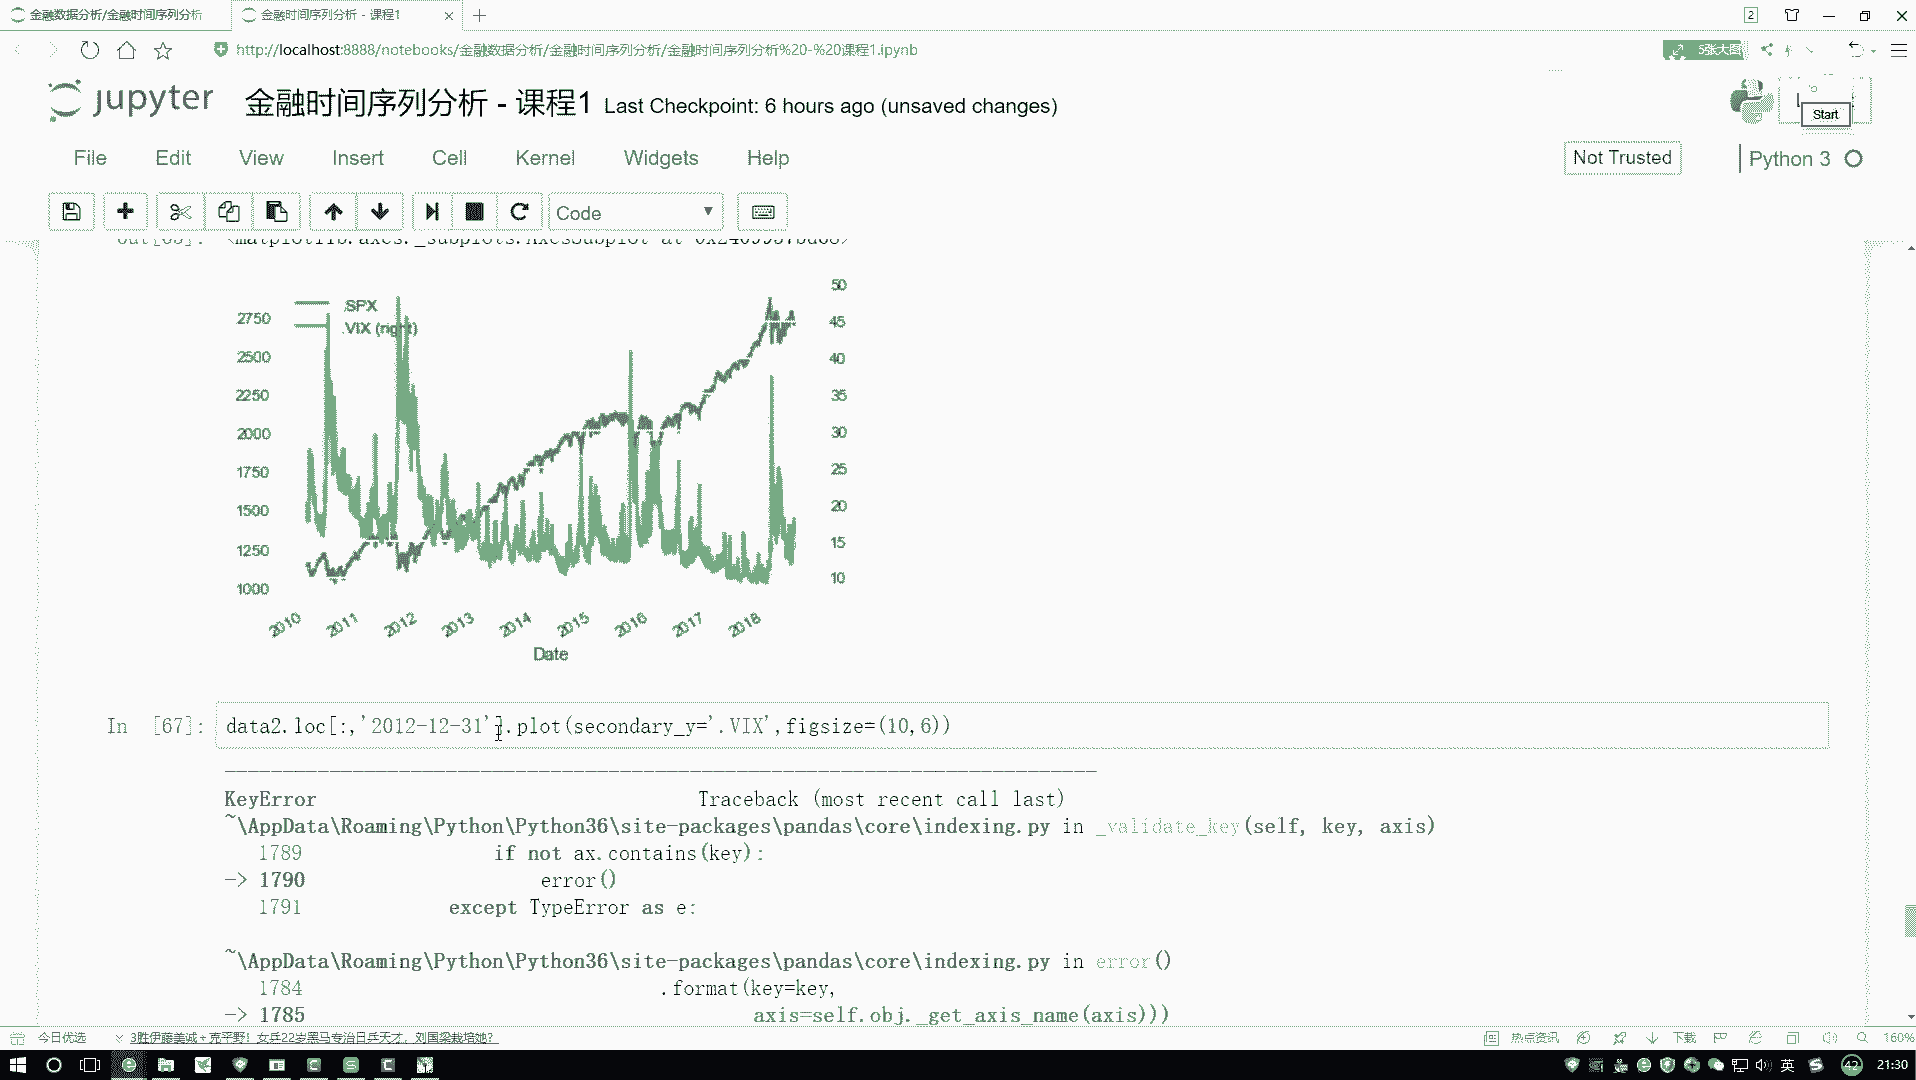 金融数据分析/金融时间序列分析
金融时间序列分析 - 课程1
2
http://localhost:8888/notebooks/金融数据分析/金融时间序列分析/金融时间序列分析%20-%20课程1.ipynb
5张大图
jupyter 金融时间序列分析 - 课程1 Last Checkpoint: 6 hours ago (unsaved changes)
Start
File Edit View Insert Cell Kernel Widgets Help
Not Trusted
Python 3
Code
<matplotlib.axes._subplots.AxesSubplot at
.SPX
.VIX (right)
2750
2500
2250
2000
1750
1500
1250
1000
50
45
40
35
30
25
20
15
10
2010 2011 2012 2013 2014 2015 2016 2017 2018
Date
In [67]: data2.loc[:,'2012-12-31'].plot(secondary_y='.VIX',figsize=(10,6))
KeyError Traceback (most recent call last)
~\AppData\Roaming\Python\Python36\site-packages\pandas\core\indexing.py in _validate_key(self, key, axis)
1789 if not ax.contains(key):
-> 1790 error()
1791 except TypeError as e:
~\AppData\Roaming\Python\Python36\site-packages\pandas\core\indexing.py in error()
1784 .format(key=key,
-> 1785 axis=self.obj._get_axis_name(axis)))
今日优选
3胜伊藤美诚+克平野! 女乒22岁黑马专治日乒天才, 刘国梁栽培她?
热点资讯
下载
160%
英
42
21:30